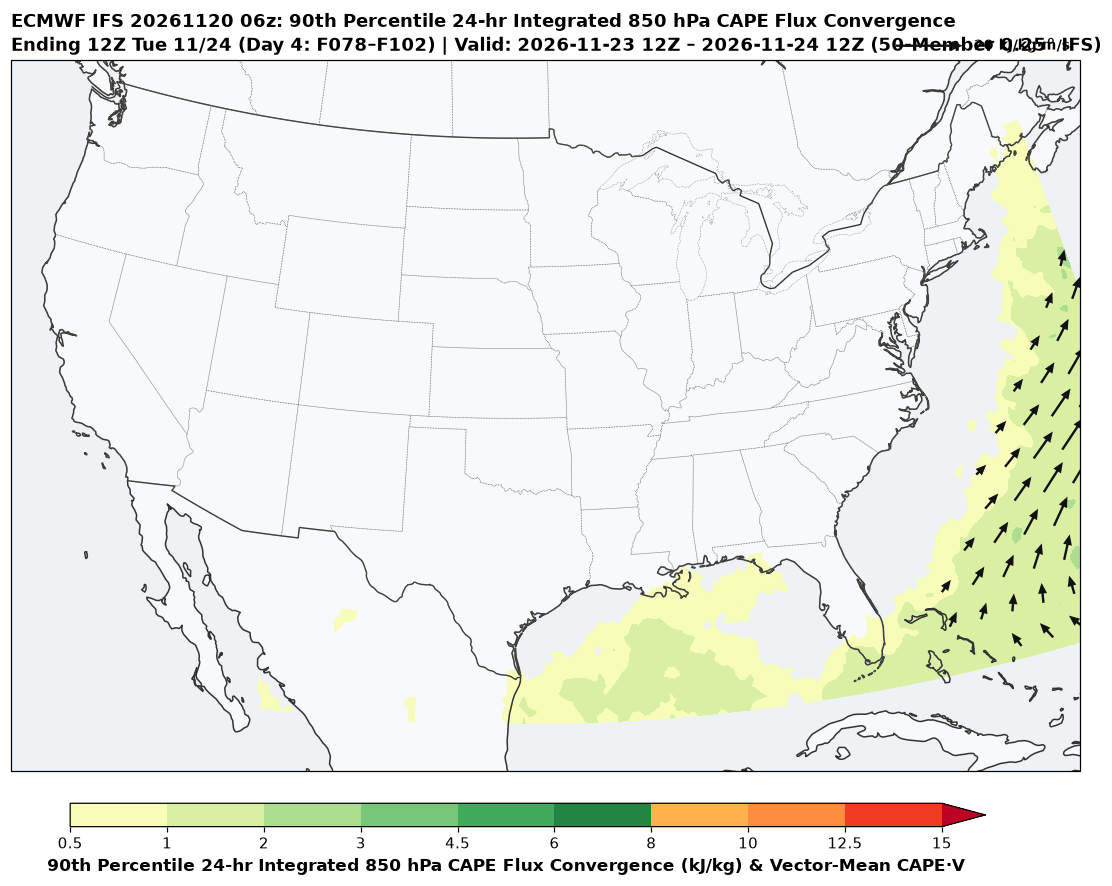 ECMWF IFS 20261120 06z: 90th Percentile 24-hr Integrated 850 hPa CAPE Flux Convergence
Ending 12Z Tue 11/24 (Day 4: F078–F102) | Valid: 2026-11-23 12Z – 2026-11-24 12Z (50-Member 0.25° IFS)
0.5 1 2 3 4.5 6 8 10 12.5 15
90th Percentile 24-hr Integrated 850 hPa CAPE Flux Convergence (kJ/kg) & Vector-Mean CAPE·V